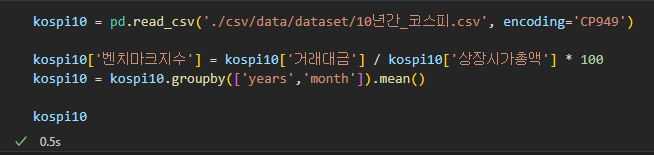 kospi10 = pd.read_csv('./csv/data/dataset/10년간_코스피.csv', encoding='CP949')
kospi10['벤치마크지수'] = kospi10['거래대금'] / kospi10['상장시가총액'] * 100
kospi10 = kospi10.groupby(['years','month']).mean()
kospi10
0.5s